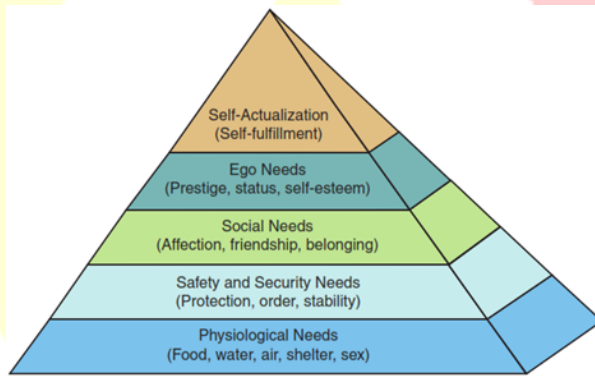 Self-Actualization
(Self-fulfillment)
Ego Needs
(Prestige, status, self-esteem)
Social Needs
(Affection, friendship, belonging)
Safety and Security Needs
(Protection, order, stability)
Physiological Needs
(Food, water, air, shelter, sex)